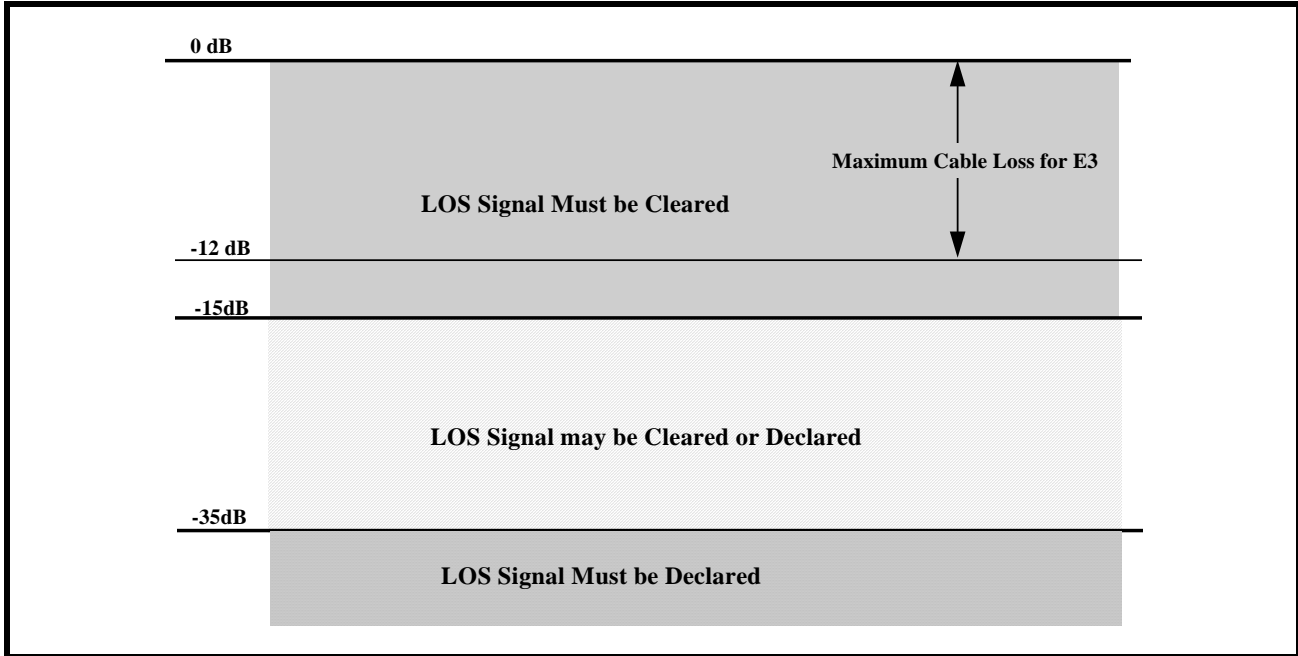 0 dB
Maximum Cable Loss for E3
LOS Signal Must be Cleared
-12 dB
-15dB
LOS Signal may be Cleared or Declared
-35dB
LOS Signal Must be Declared